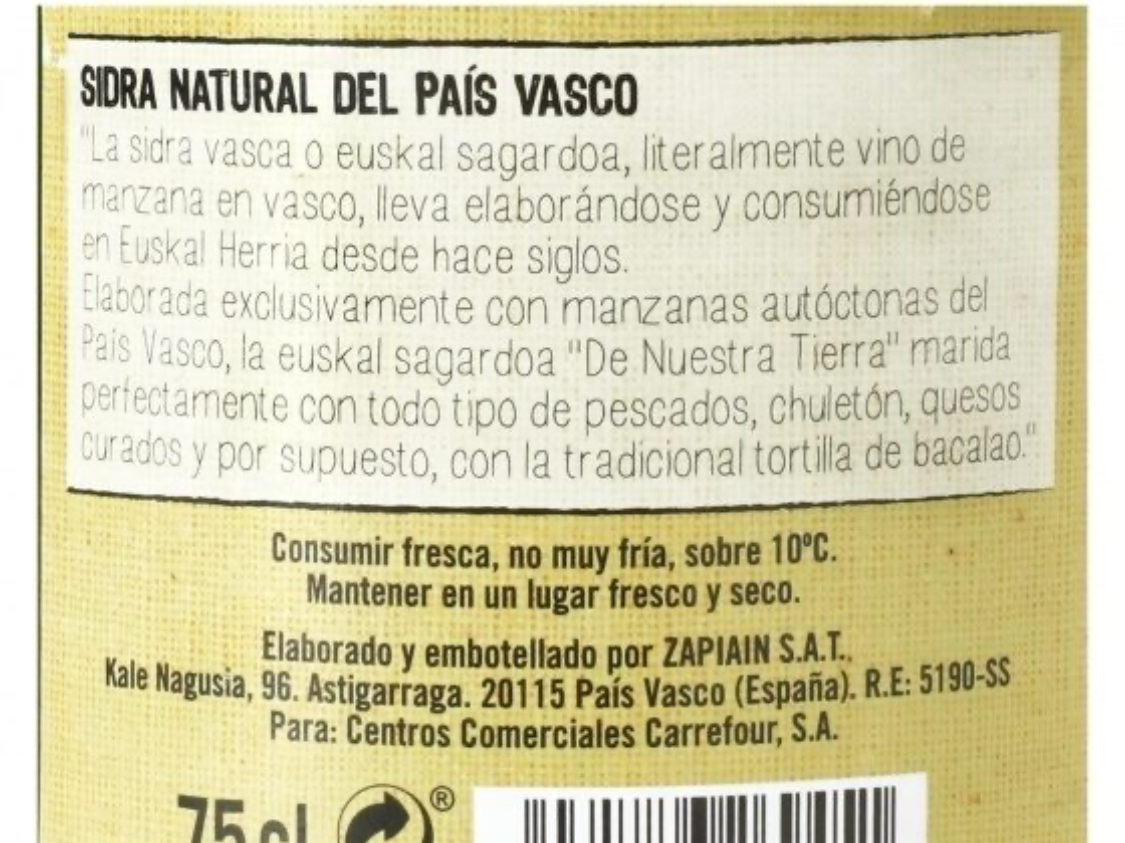 SIDRA NATURAL DEL PAÍS VASCO
"La sidra vasca o euskal sagardoa, literalmente vino de
manzana en vasco, lleva elaborándose y consumiéndose
en Euskal Herria desde hace siglos.
Elaborada exclusivamente con manzanas autóctonas del
País Vasco, la euskal sagardoa "De Nuestra Tierra" marida
perfectamente con todo tipo de pescados, chuletón, quesos
curados y por supuesto, con la tradicional tortilla de bacalao."
Consumir fresca, no muy fría, sobre 10ºC.
Mantener en un lugar fresco y seco.
Elaborado y embotellado por ZAPIAIN S.A.T.,
Kale Nagusia, 96. Astigarraga. 20115 País Vasco (España). R.E: 5190-SS
Para: Centros Comerciales Carrefour, S.A.
75 cl ®